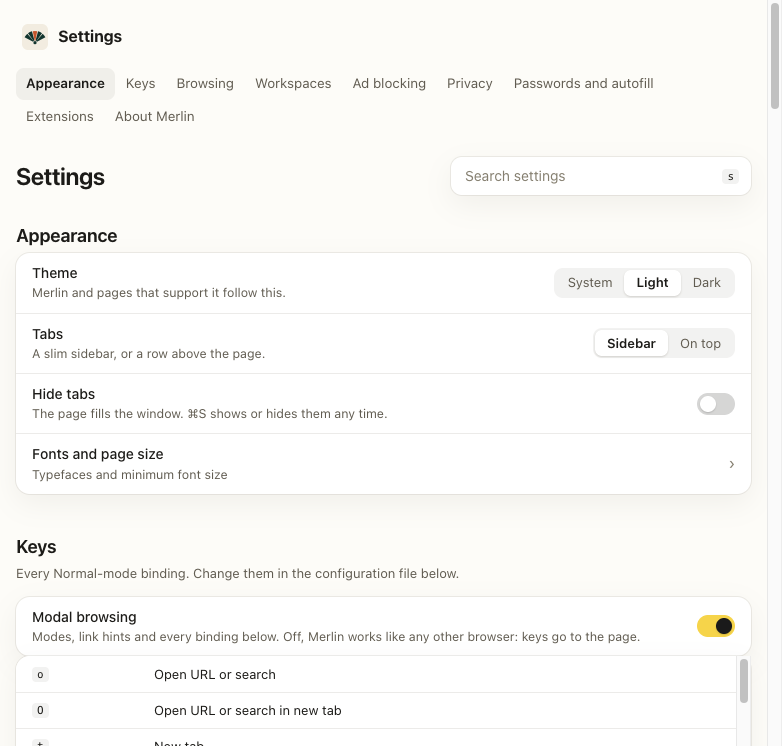 Settings
Appearance Keys Browsing Workspaces Ad blocking Privacy Passwords and autofill
Extensions About Merlin
Settings
Search settings s
Appearance
Theme
Merlin and pages that support it follow this.
System Light Dark
Tabs
A slim sidebar, or a row above the page.
Sidebar On top
Hide tabs
The page fills the window. ⌘S shows or hides them any time.
Fonts and page size
Typefaces and minimum font size
Keys
Every Normal-mode binding. Change them in the configuration file below.
Modal browsing
Modes, link hints and every binding below. Off, Merlin works like any other browser: keys go to the page.
o Open URL or search
O Open URL or search in new tab
t New tab